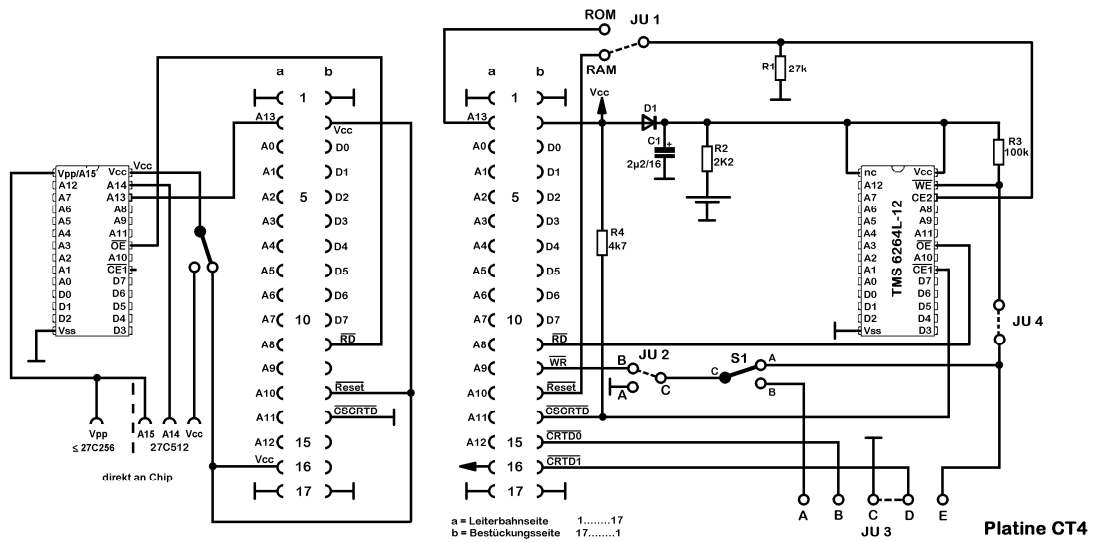 ROM
JU 1
RAM
R1
27k
a
b
a
b
Vcc
1
1
D1
A13
Vcc
A13
C1
+
2µ2/16
R2
2K2
R3
100k
A0
D0
A0
D0
Vpp/A15
Vcc
Vcc
A12
A14
A7
A13
A6
A8
A5
A9
A4
A11
A3
OE
A2
A10
A1
CE1
A0
D7
D0
D6
D1
D5
D2
D4
Vss
D3
A1
D1
A2
5
D2
A3
D3
A4
D4
A5
D5
A6
D6
A7
10
D7
A8
RD
A9
A10
Reset
A11
CSCRTD
A12
15
Vcc
16
17
A1
D1
A2
5
D2
A3
D3
A4
D4
A5
D5
A6
D6
A7
10
D7
A8
RD
A9
WR
A10
Reset
A11
CSCRTD
A12
15
CRTD0
16
CRTD1
17
R4
4k7
nc
Vcc
A12
WE
A7
CE2
A6
A8
A5
A9
A4
A11
A3
OE
A2
A10
A1
CE1
A0
D7
D0
D6
D1
D5
D2
D4
Vss
D3
TMS 6264L-12
JU 4
B
JU 2
A
C
C
S1
A
B
Vpp
A15
A14
Vcc
≤ 27C256
27C512
direkt an Chip
A
B
C
D
E
JU 3
a = Leiterbahnseite 1........17
b = Bestückungsseite 17........1
Platine CT4